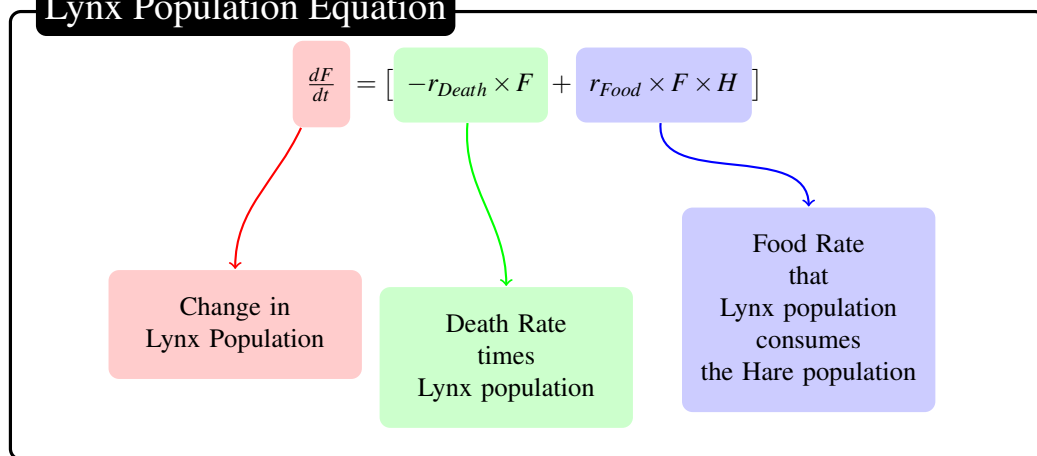 Lynx Population Equation
dF/dt = [ −r_Death × F + r_Food × F × H ]
Change in
Lynx Population
Death Rate
times
Lynx population
Food Rate
that
Lynx population
consumes
the Hare population